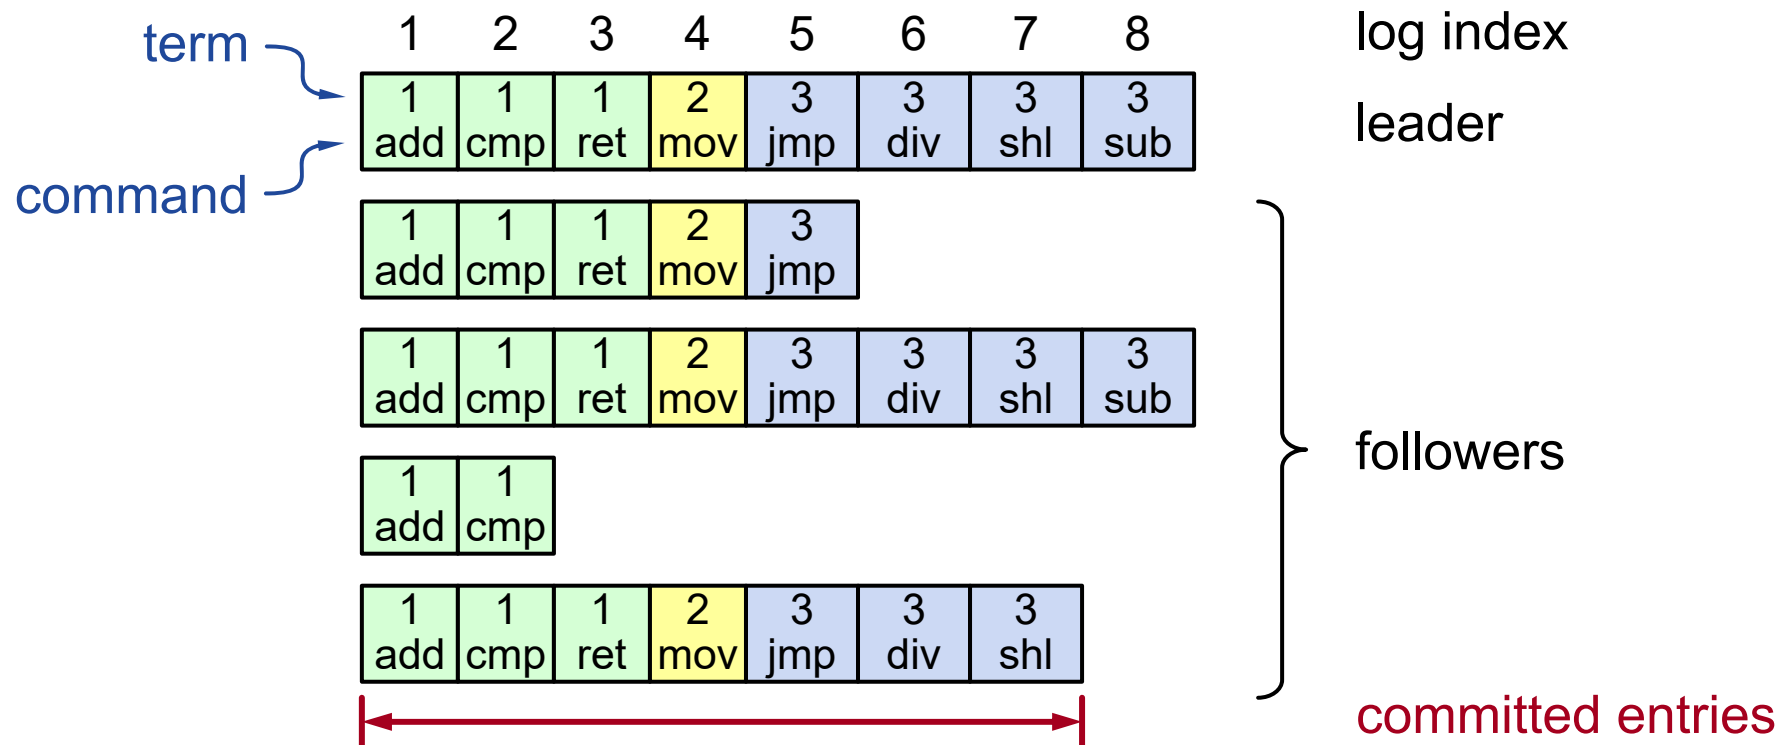 term
1 2 3 4 5 6 7 8 log index
1 1 1 2 3 3 3 3
add cmp ret mov jmp div shl sub
leader
command
1 1 1 2 3
add cmp ret mov jmp
1 1 1 2 3 3 3 3
add cmp ret mov jmp div shl sub
followers
1 1
add cmp
1 1 1 2 3 3 3
add cmp ret mov jmp div shl
committed entries